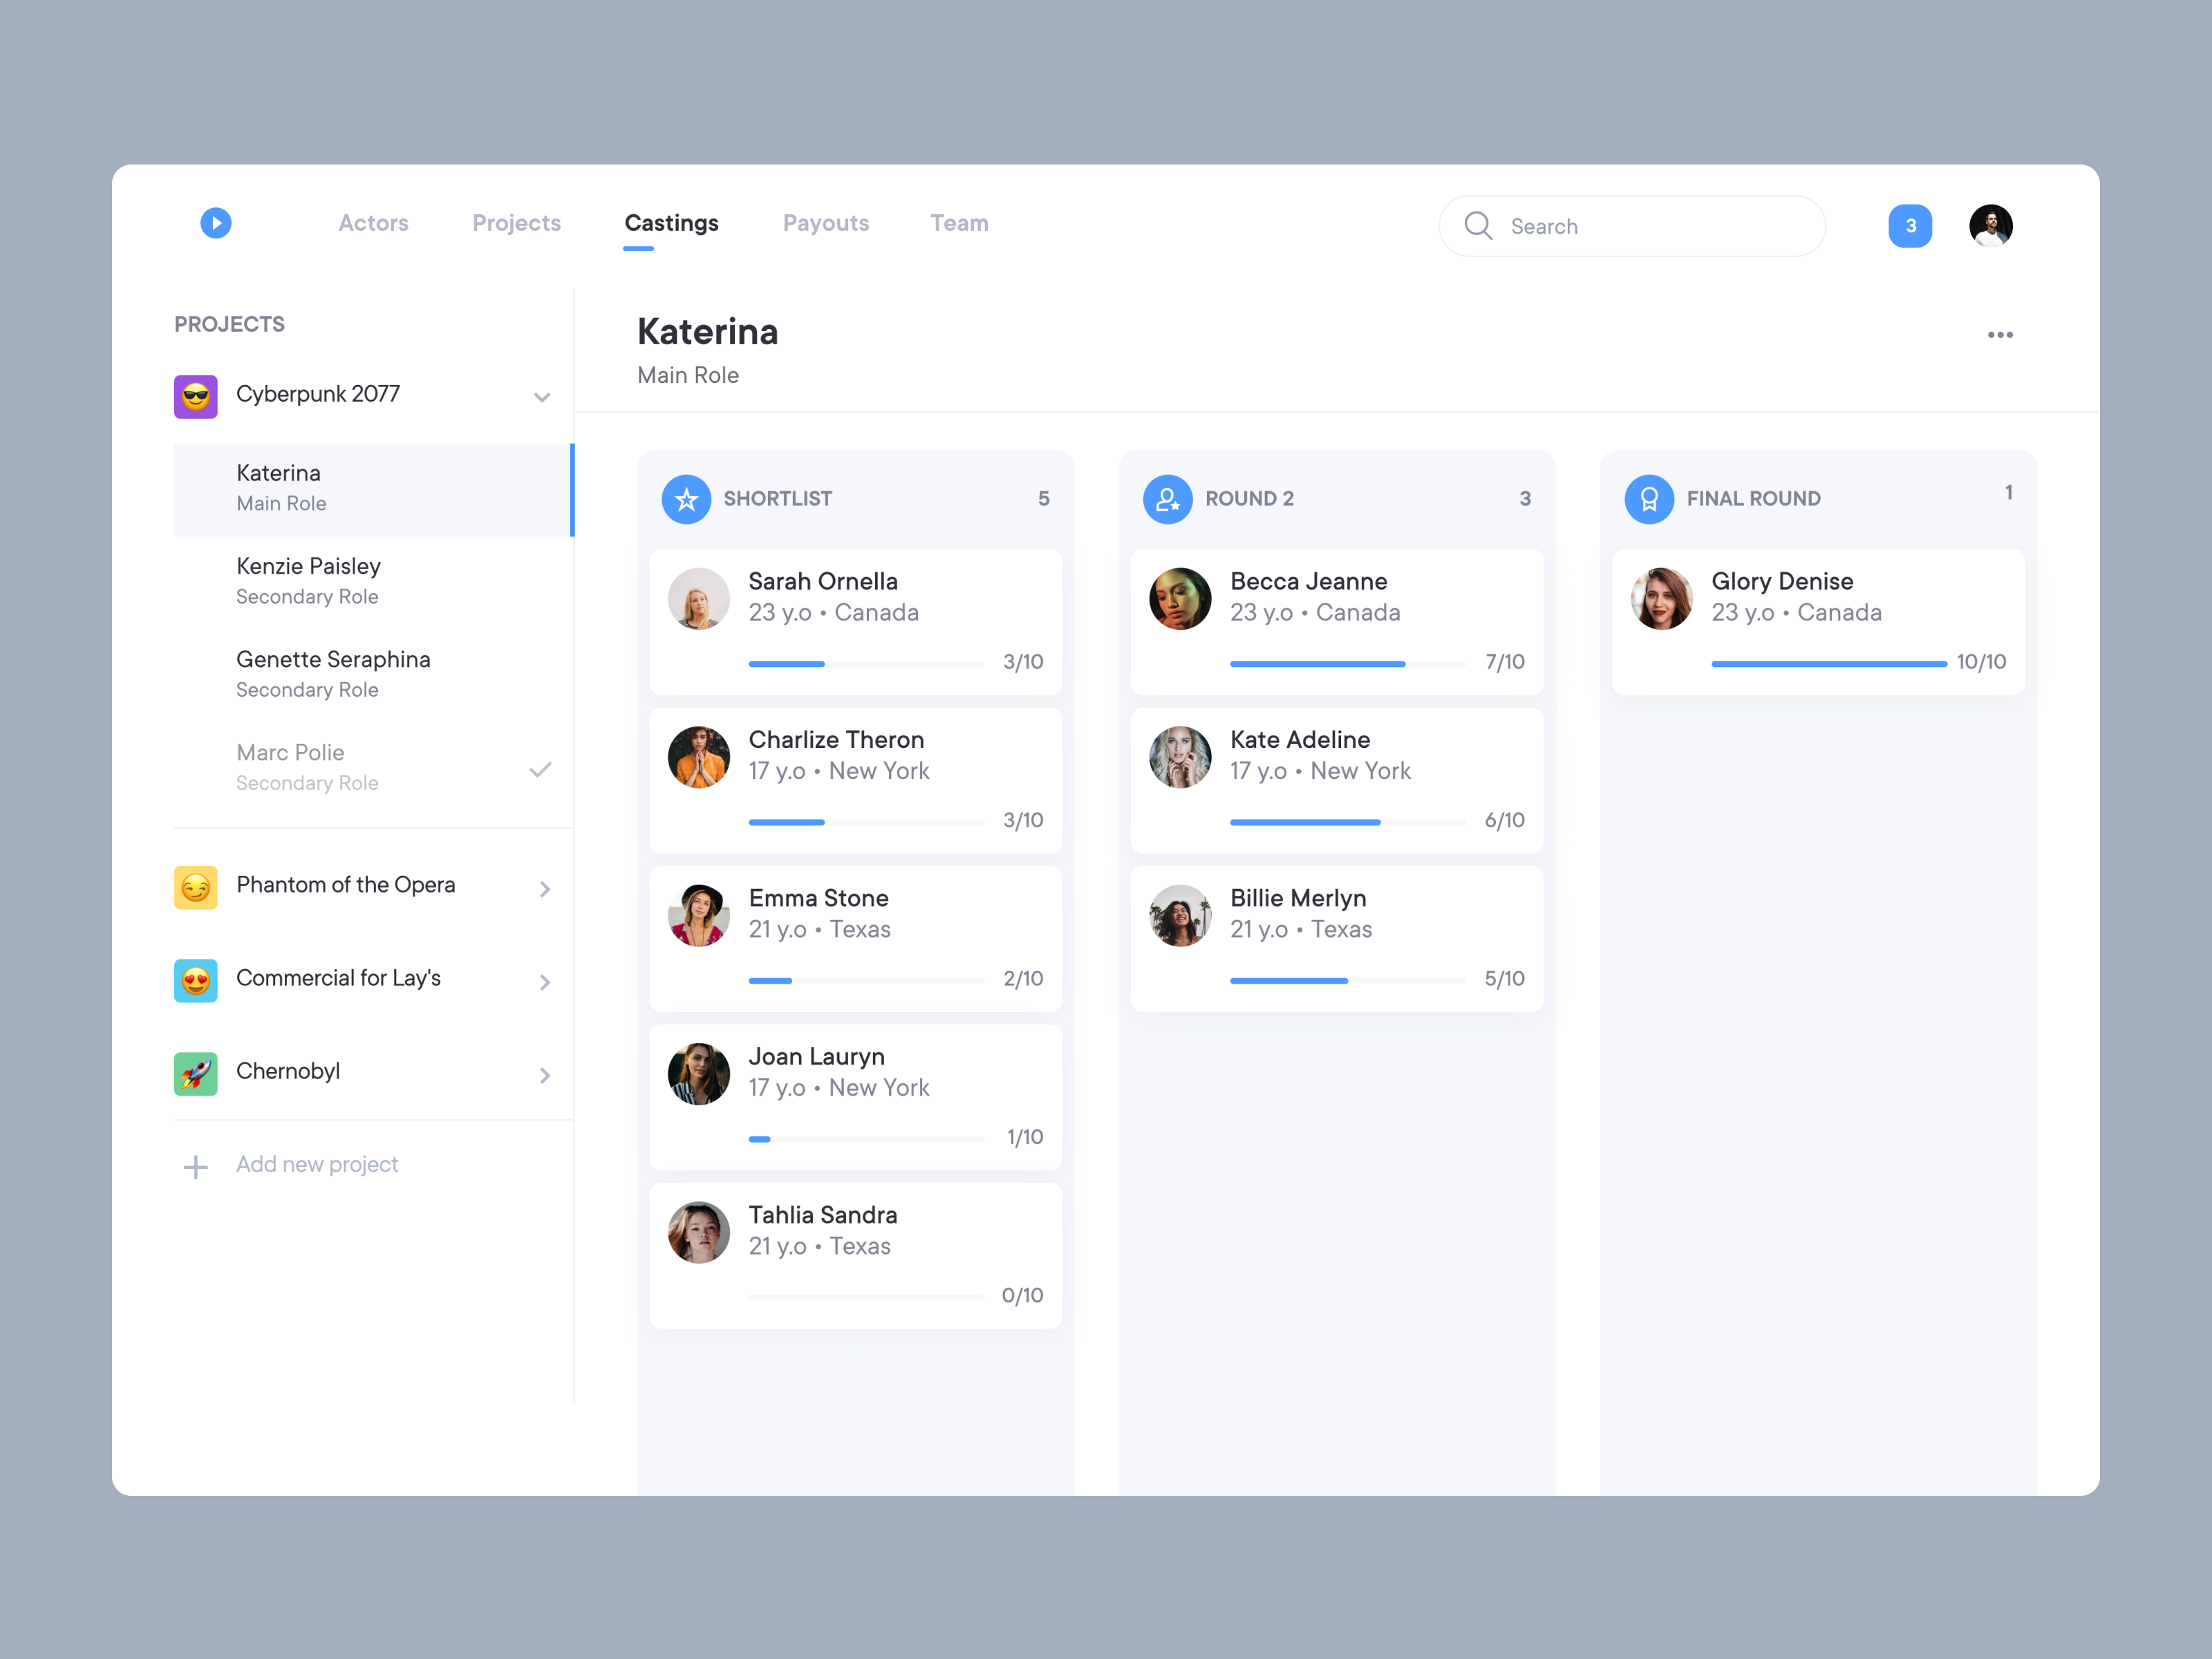 Actors
Projects
Castings
Payouts
Team
Search
3
PROJECTS
Cyberpunk 2077
Katerina
Main Role
Kenzie Paisley
Secondary Role
Genette Seraphina
Secondary Role
Marc Polie
Secondary Role
Phantom of the Opera
Commercial for Lay's
Chernobyl
Add new project
Katerina
Main Role
SHORTLIST
5
Sarah Ornella
23 y.o • Canada
3/10
Charlize Theron
17 y.o • New York
3/10
Emma Stone
21 y.o • Texas
2/10
Joan Lauryn
17 y.o • New York
1/10
Tahlia Sandra
21 y.o • Texas
0/10
ROUND 2
3
Becca Jeanne
23 y.o • Canada
7/10
Kate Adeline
17 y.o • New York
6/10
Billie Merlyn
21 y.o • Texas
5/10
FINAL ROUND
1
Glory Denise
23 y.o • Canada
10/10